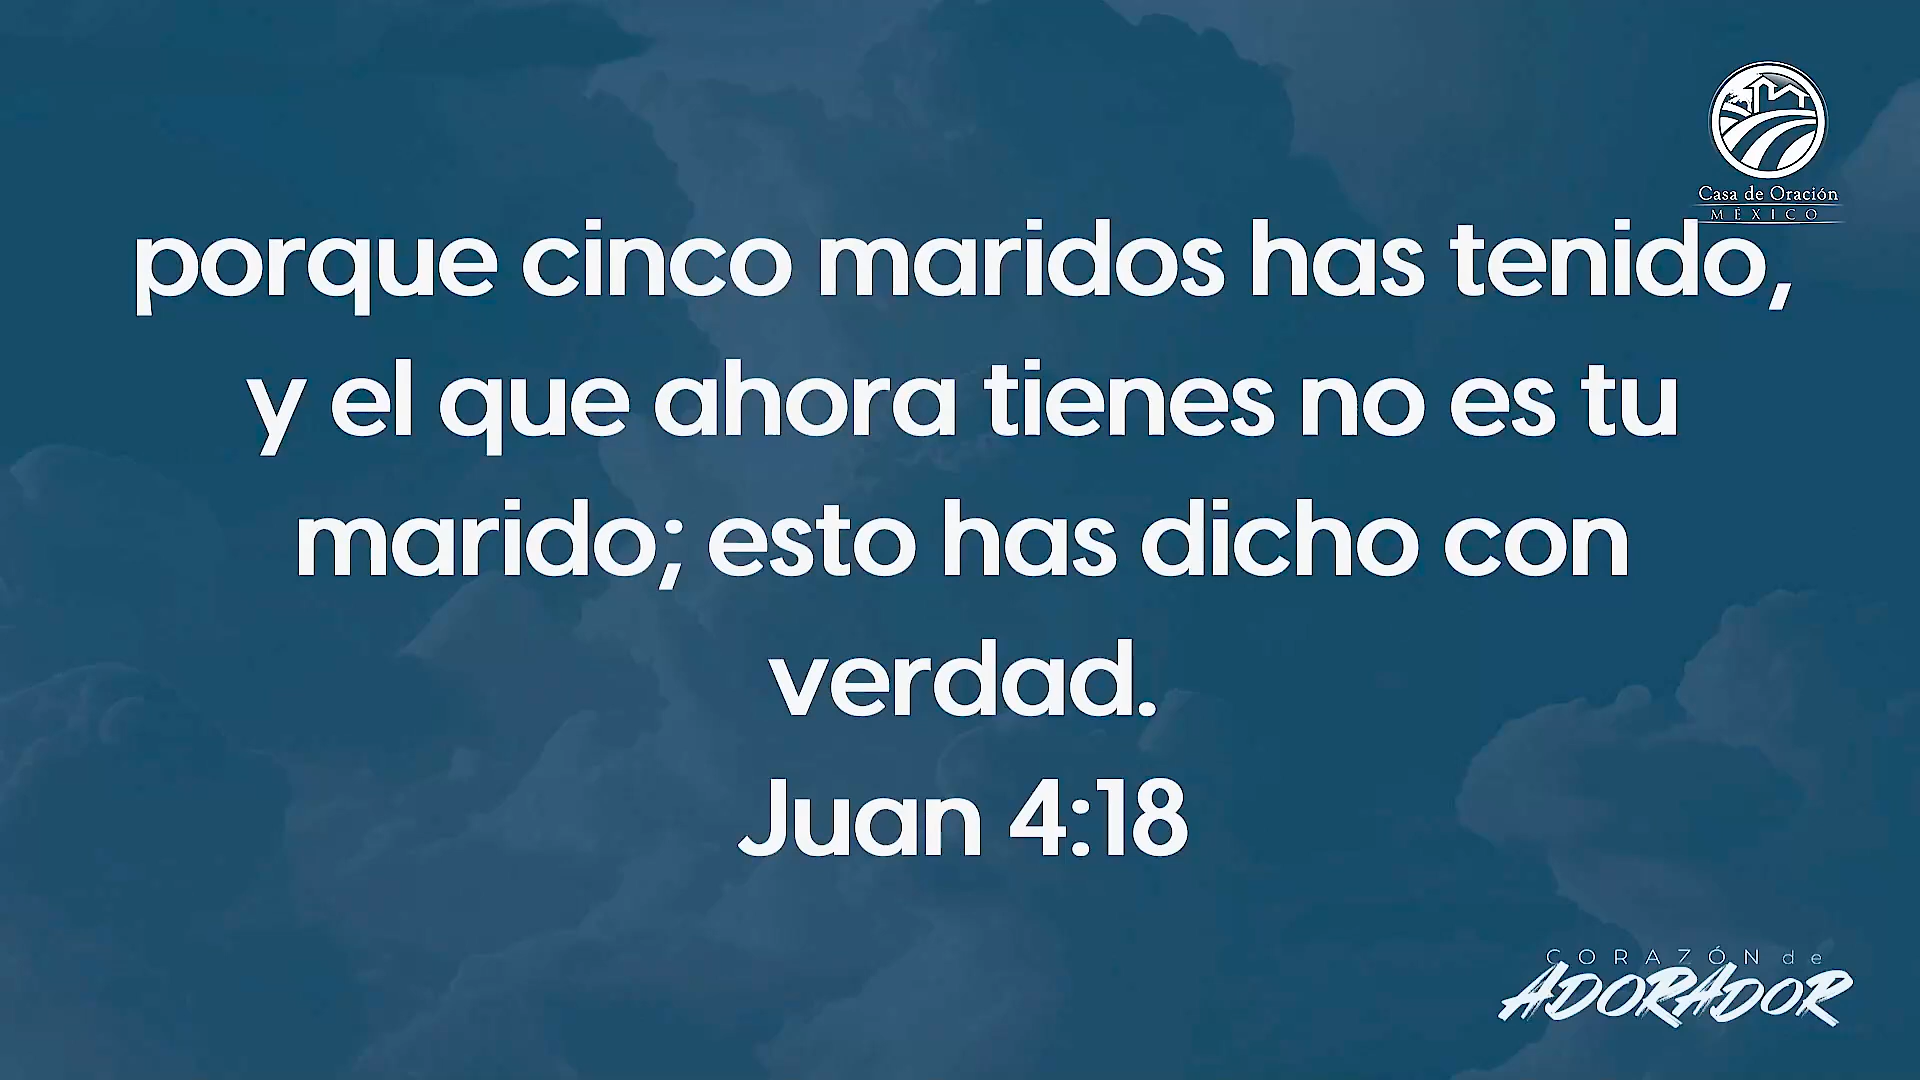 Casa de Oración
MÉXICO
porque cinco maridos has tenido,
y el que ahora tienes no es tu
marido; esto has dicho con
verdad.
Juan 4:18
CORAZÓN de
ADORADOR